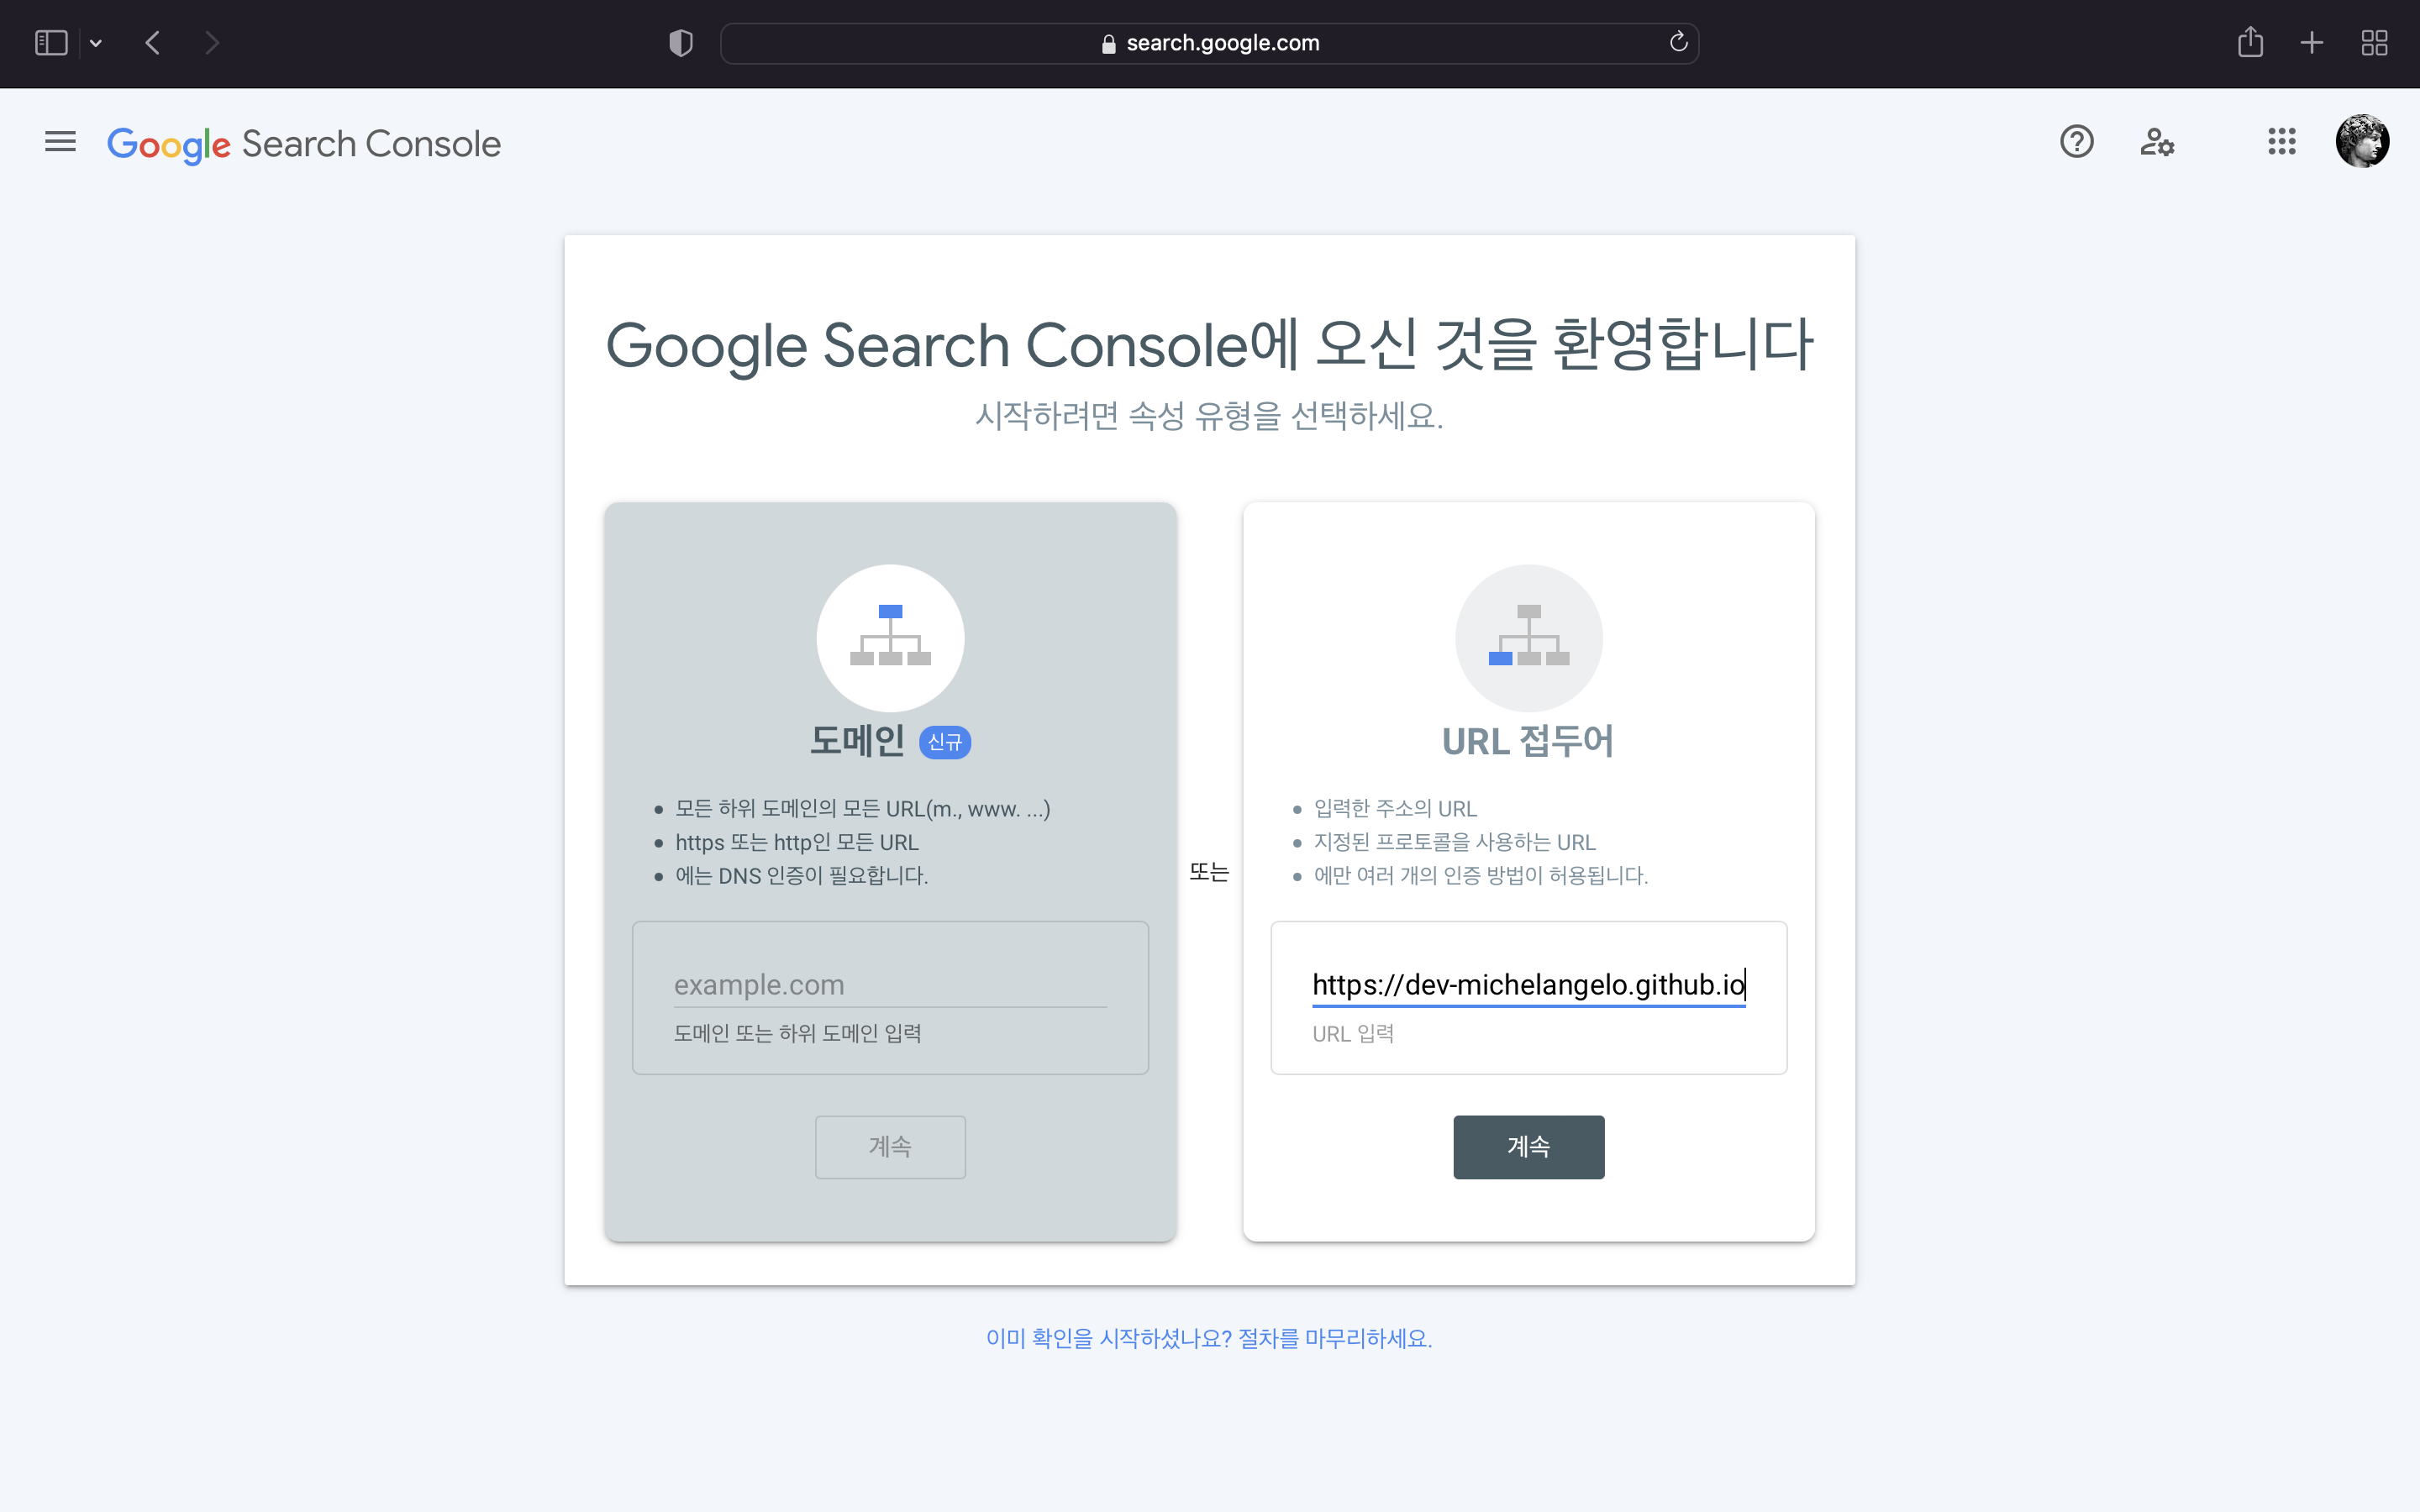 search.google.com
Google Search Console
Google Search Console에 오신 것을 환영합니다
시작하려면 속성 유형을 선택하세요.
도메인 신규
모든 하위 도메인의 모든 URL(m., www. ...)
https 또는 http인 모든 URL
에는 DNS 인증이 필요합니다.
example.com
도메인 또는 하위 도메인 입력
계속
또는
URL 접두어
입력한 주소의 URL
지정된 프로토콜을 사용하는 URL
에만 여러 개의 인증 방법이 허용됩니다.
https://dev-michelangelo.github.io
URL 입력
계속
이미 확인을 시작하셨나요? 절차를 마무리하세요.